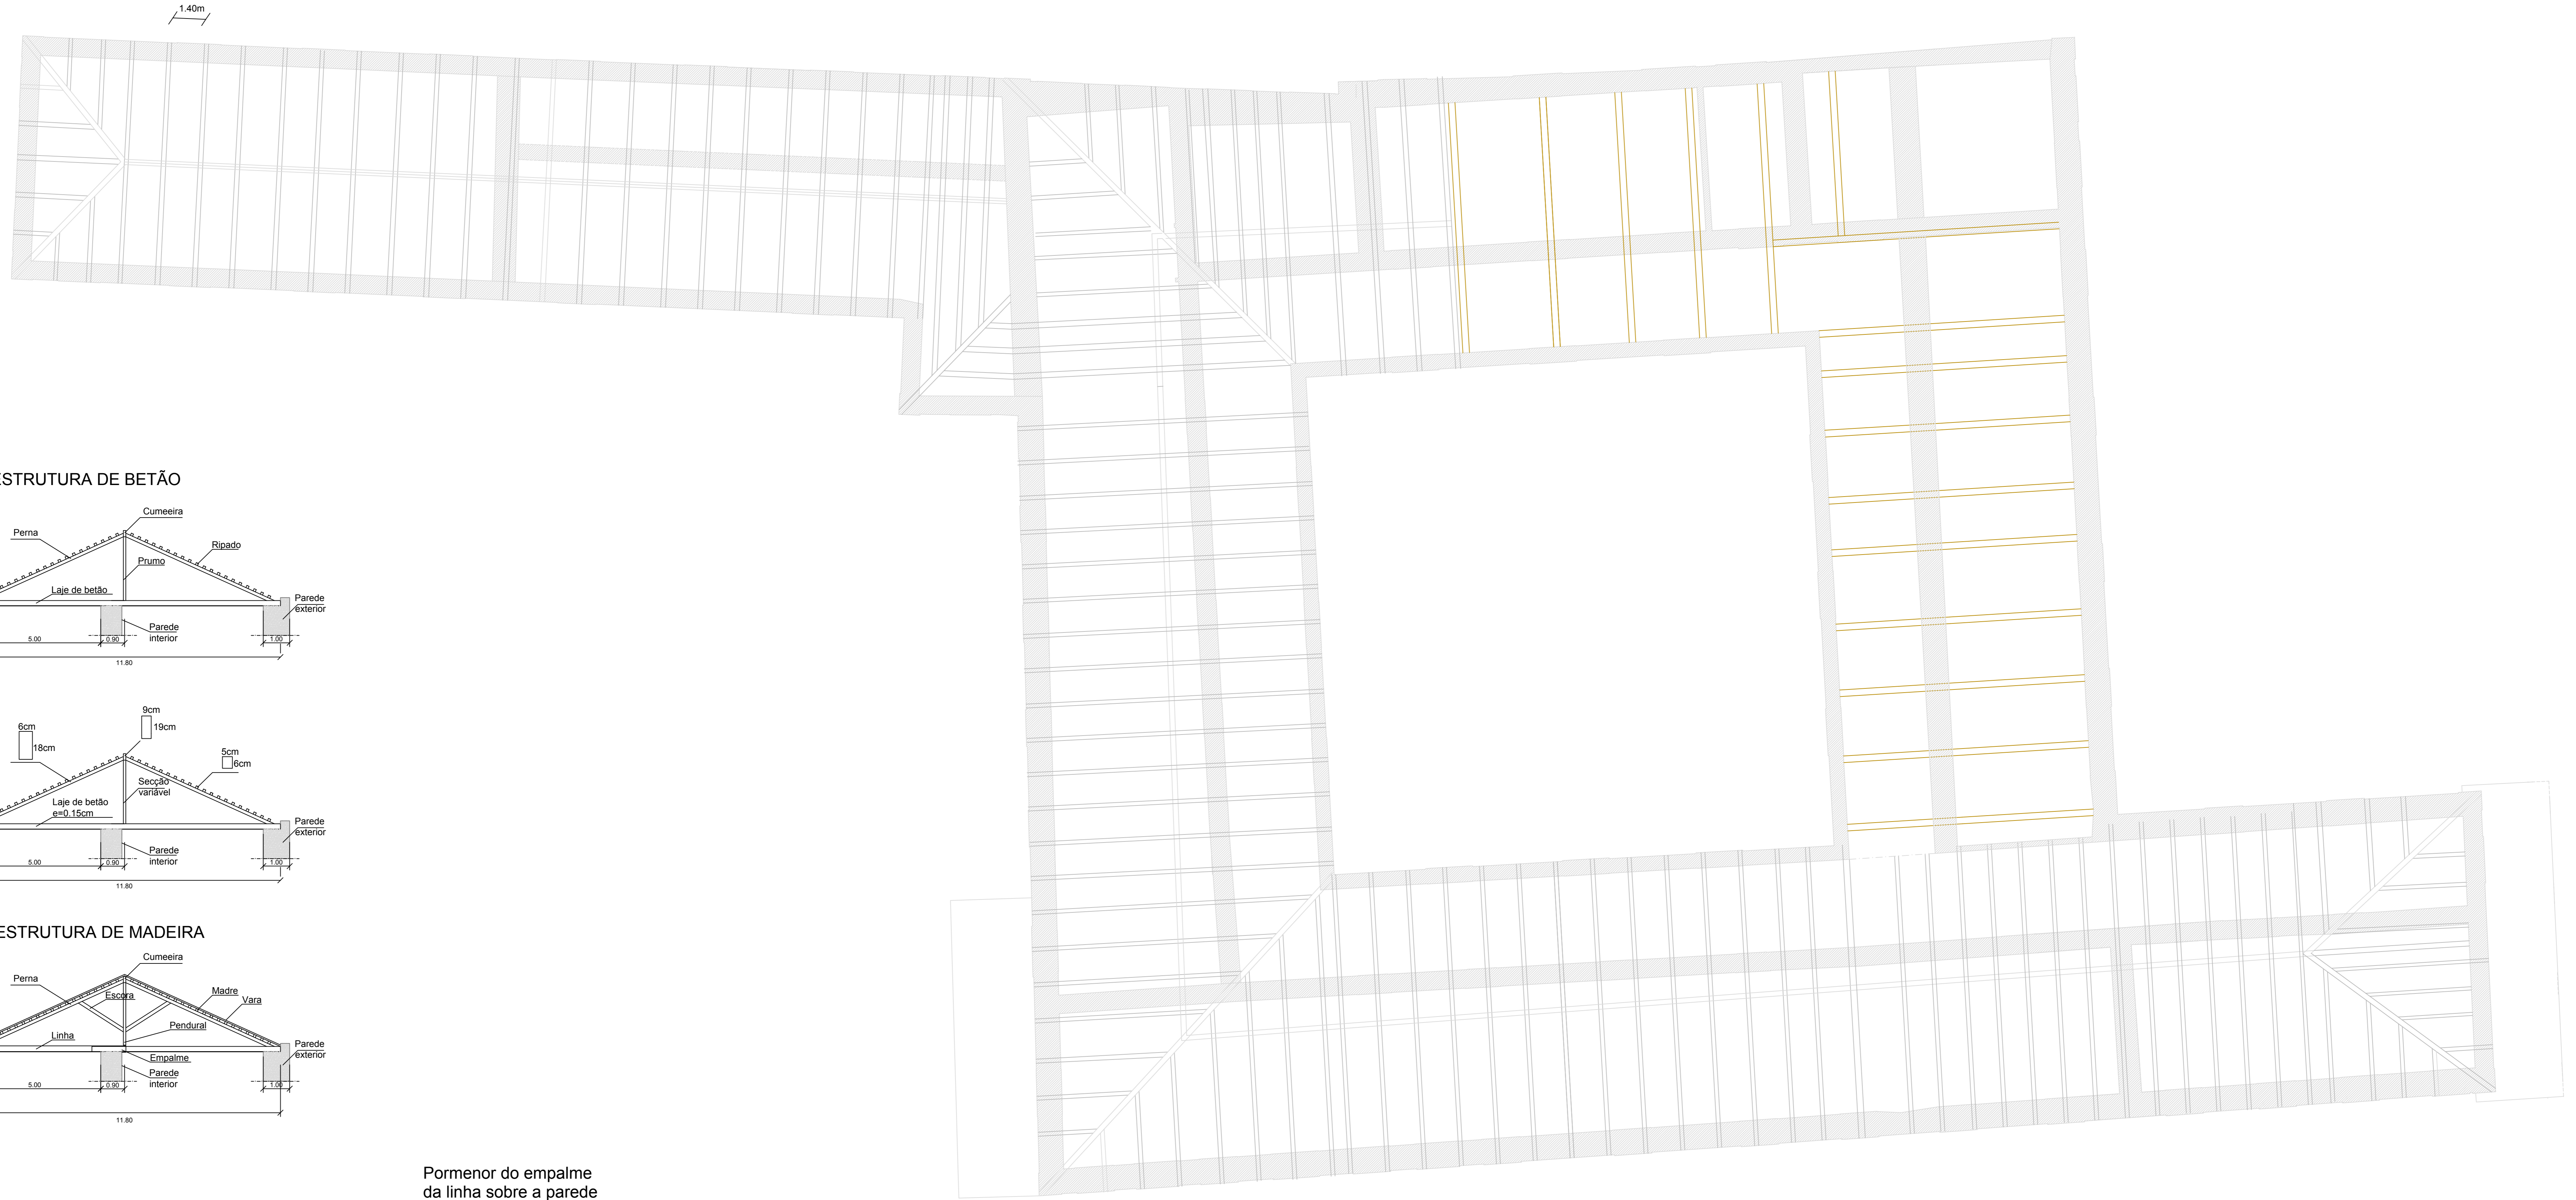 1.40m
ESTRUTURA DE BETÃO
Cumeeira
Perna
Ripado
Prumo
Laje de betão
Parede
exterior
Parede
interior
5.00
0.90
1.00
11.80
9cm
19cm
6cm
18cm
5cm
6cm
Secção
variável
Laje de betão
e=0.15cm
Parede
exterior
Parede
interior
5.00
0.90
1.00
11.80
ESTRUTURA DE MADEIRA
Cumeeira
Perna
Escora
Madre
Vara
Pendural
Linha
Parede
exterior
Empalme
Parede
interior
5.00
0.90
1.00
11.80
Pormenor do empalme
da linha sobre a parede